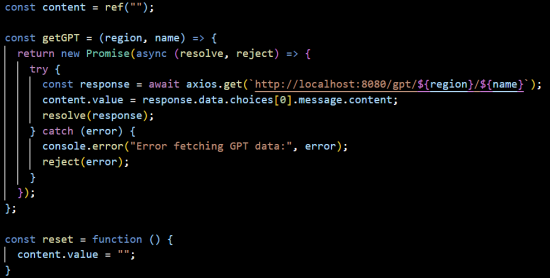 const content = ref("");
const getGPT = (region, name) => {
return new Promise(async (resolve, reject) => {
try {
const response = await axios.get(`http://localhost:8080/gpt/${region}/${name}`);
content.value = response.data.choices[0].message.content;
resolve(response);
} catch (error) {
console.error("Error fetching GPT data:", error);
reject(error);
}
});
};
const reset = function () {
content.value = "";
}